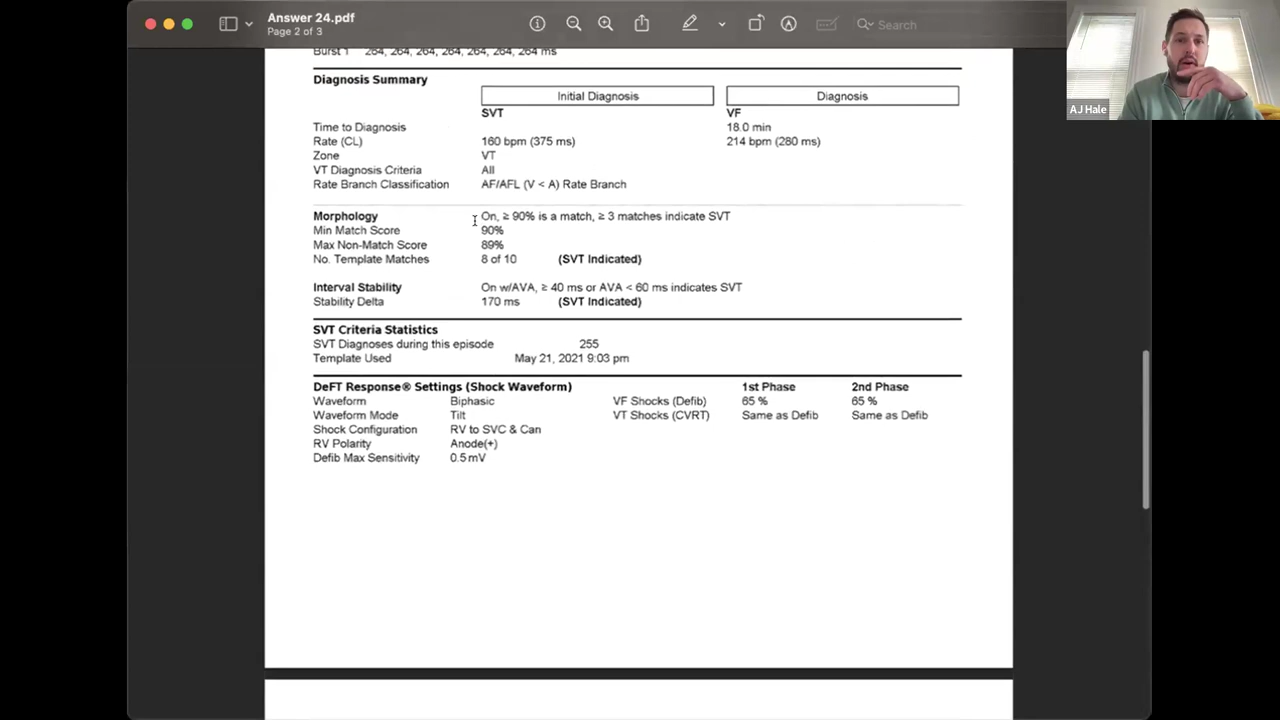 Answer 24.pdf
Page 2 of 3
Search
AJ Hale
Burst 1 264, 264, 264, 264, 264, 264, 264 ms
Diagnosis Summary
Initial Diagnosis Diagnosis
SVT VF
Time to Diagnosis 18.0 min
Rate (CL) 160 bpm (375 ms) 214 bpm (280 ms)
Zone VT
VT Diagnosis Criteria All
Rate Branch Classification AF/AFL (V < A) Rate Branch
Morphology On, ≥ 90% is a match, ≥ 3 matches indicate SVT
Min Match Score 90%
Max Non-Match Score 89%
No. Template Matches 8 of 10 (SVT Indicated)
Interval Stability On w/AVA, ≥ 40 ms or AVA < 60 ms indicates SVT
Stability Delta 170 ms (SVT Indicated)
SVT Criteria Statistics
SVT Diagnoses during this episode 255
Template Used May 21, 2021 9:03 pm
DeFT Response® Settings (Shock Waveform) 1st Phase 2nd Phase
Waveform Biphasic VF Shocks (Defib) 65 % 65 %
Waveform Mode Tilt VT Shocks (CVRT) Same as Defib Same as Defib
Shock Configuration RV to SVC & Can
RV Polarity Anode(+)
Defib Max Sensitivity 0.5 mV